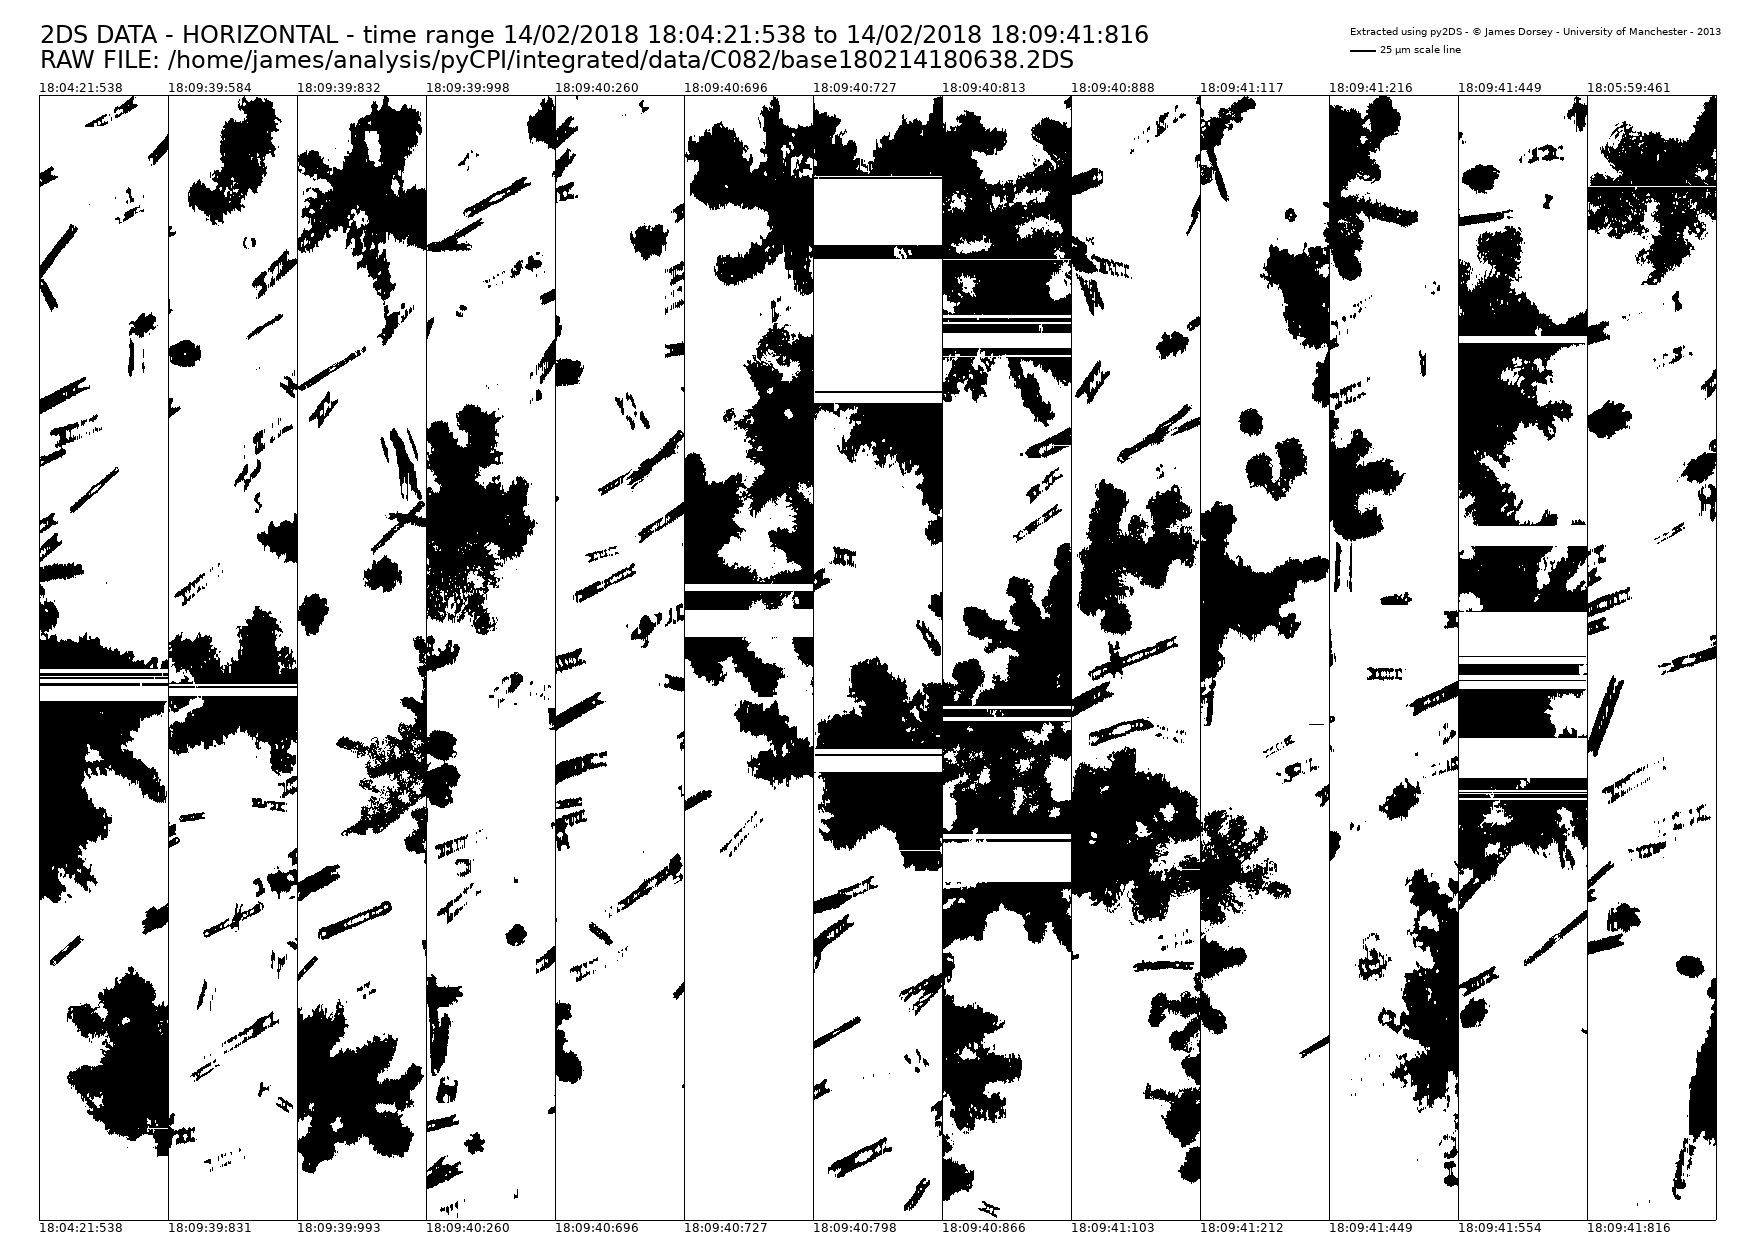 2DS DATA - HORIZONTAL - time range 14/02/2018 18:04:21:538 to 14/02/2018 18:09:41:816
RAW FILE: /home/james/analysis/pyCPI/integrated/data/C082/base180214180638.2DS
Extracted using py2DS - © James Dorsey - University of Manchester - 2013
25 µm scale line
18:04:21:538 18:09:39:584 18:09:39:832 18:09:39:998 18:09:40:260 18:09:40:696 18:09:40:727 18:09:40:813 18:09:40:888 18:09:41:117 18:09:41:216 18:09:41:449 18:05:59:461
18:04:21:538 18:09:39:831 18:09:39:993 18:09:40:260 18:09:40:696 18:09:40:727 18:09:40:798 18:09:40:866 18:09:41:103 18:09:41:212 18:09:41:449 18:09:41:554 18:09:41:816